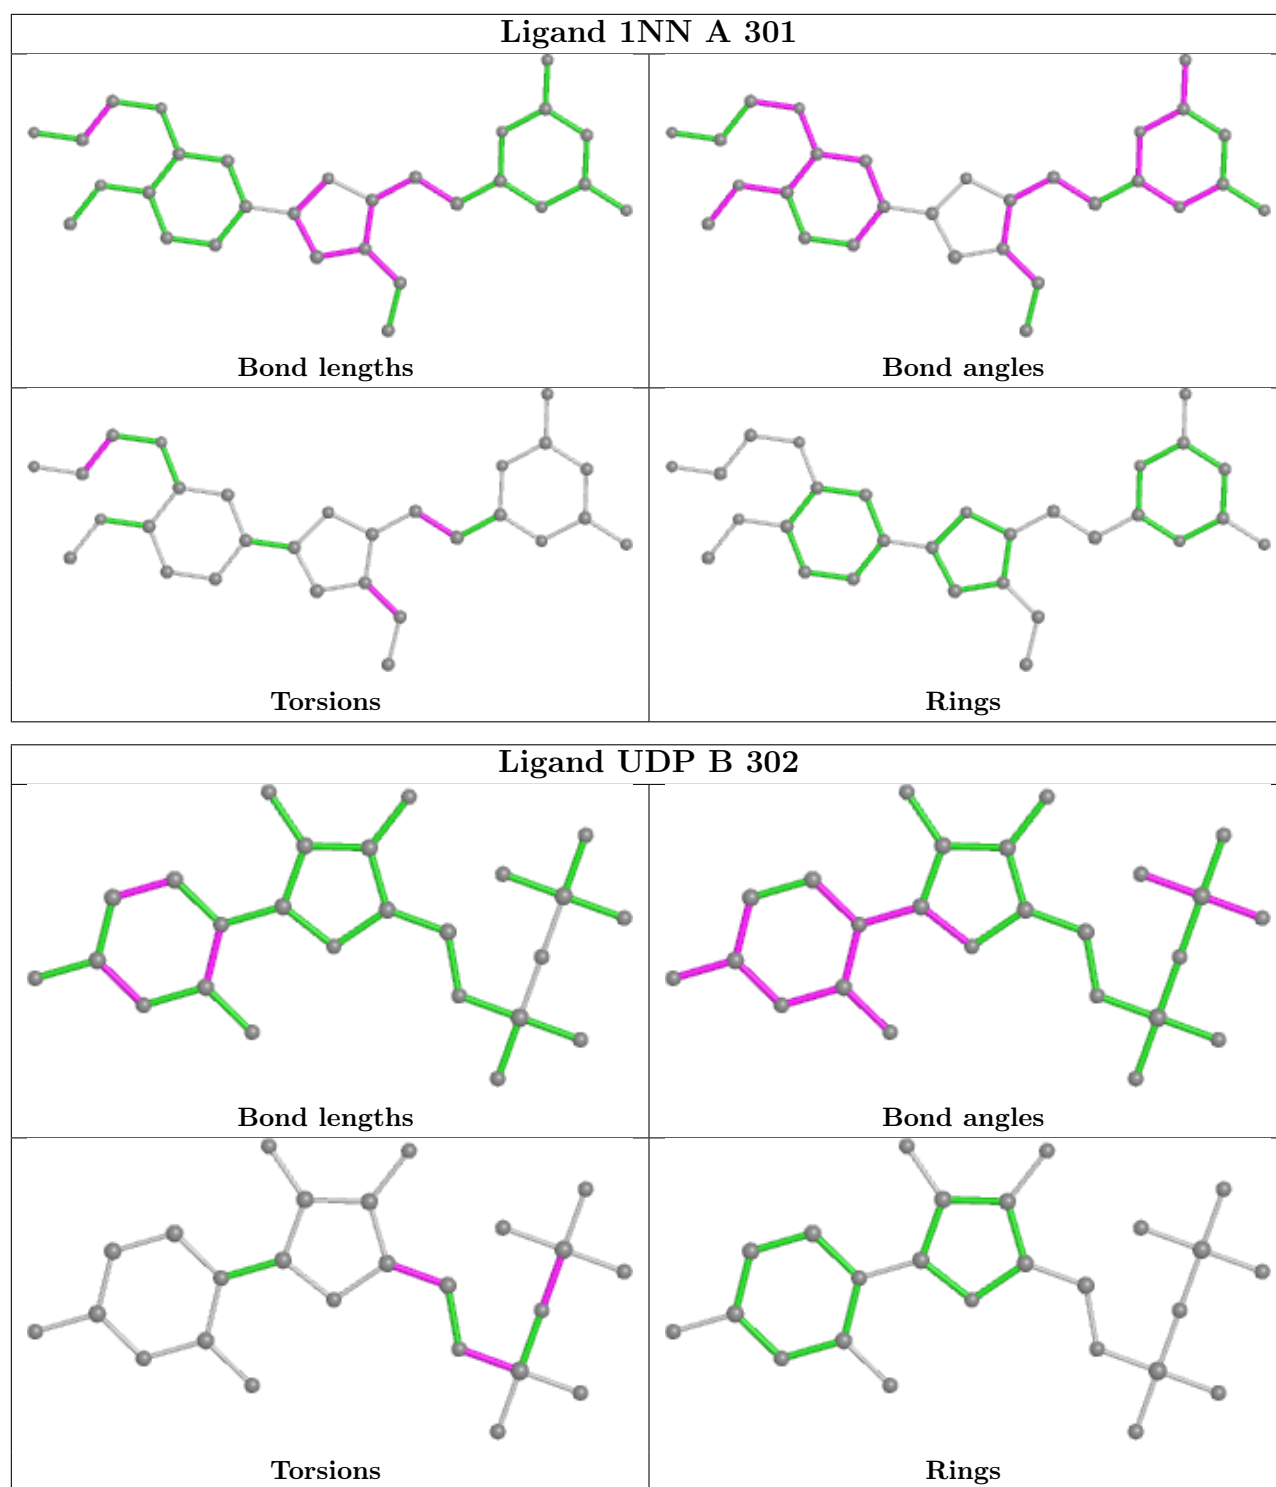 Ligand 1NN A 301
Bond lengths
Bond angles
Torsions
Rings
Ligand UDP B 302
Bond lengths
Bond angles
Torsions
Rings